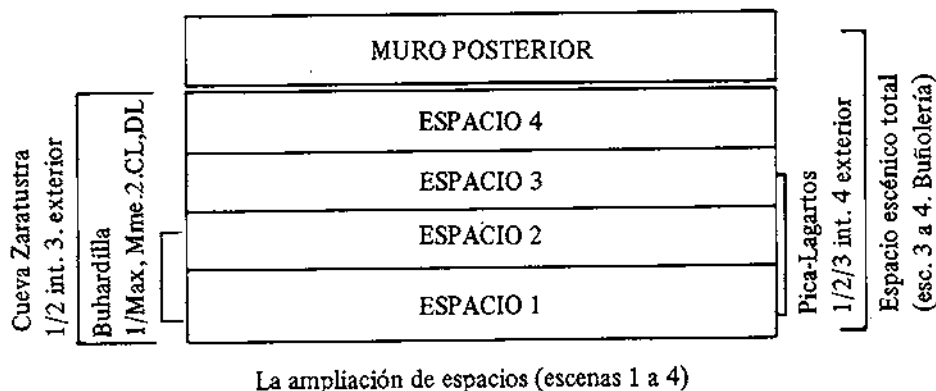 MURO POSTERIOR
ESPACIO 4
ESPACIO 3
ESPACIO 2
ESPACIO 1
Cueva Zaratustra
1/2 int. 3. exterior
Buhardilla
1/Max, Mme.2.CL,DL
Pica-Lagartos
1/2/3 int. 4 exterior
Espacio escénico total
(esc. 3 a 4. Buñolería)
La ampliación de espacios (escenas 1 a 4)